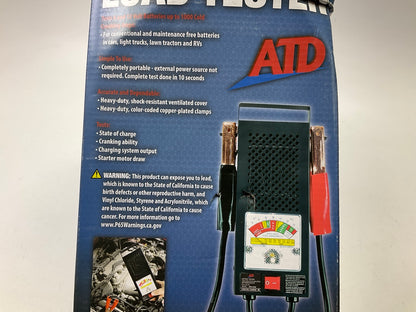 LOAD TESTER
ATD
• For conventional and maintenance free batteries
in cars, light trucks, lawn tractors and RVs
Simple To Use:
• Completely portable - external power source not
required. Complete test done in 10 seconds
Accurate and Dependable:
• Heavy-duty, shock-resistant ventilated cover
• Heavy-duty, color-coded copper-plated clamps
Tests:
• State of charge
• Cranking ability
• Charging system output
• Starter motor draw
WARNING: This product can expose you to lead,
which is known to the State of California to cause
birth defects or other reproductive harm, and
Vinyl Chloride, Styrene and Acrylonitrile, which
are known to the State of California to cause
cancer. For more information go to
www.P65Warnings.ca.gov
ATD